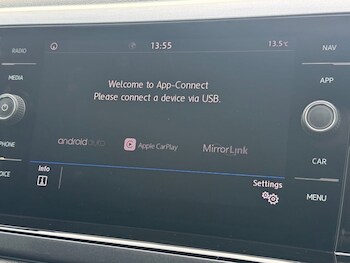 RADIO
13:55
13.5°C
NAV
MEDIA
APP
Welcome to App-Connect
Please connect a device via USB.
PHONE
androidauto
Apple CarPlay
MirrorLink
CAR
VOICE
Info
Settings
MENU